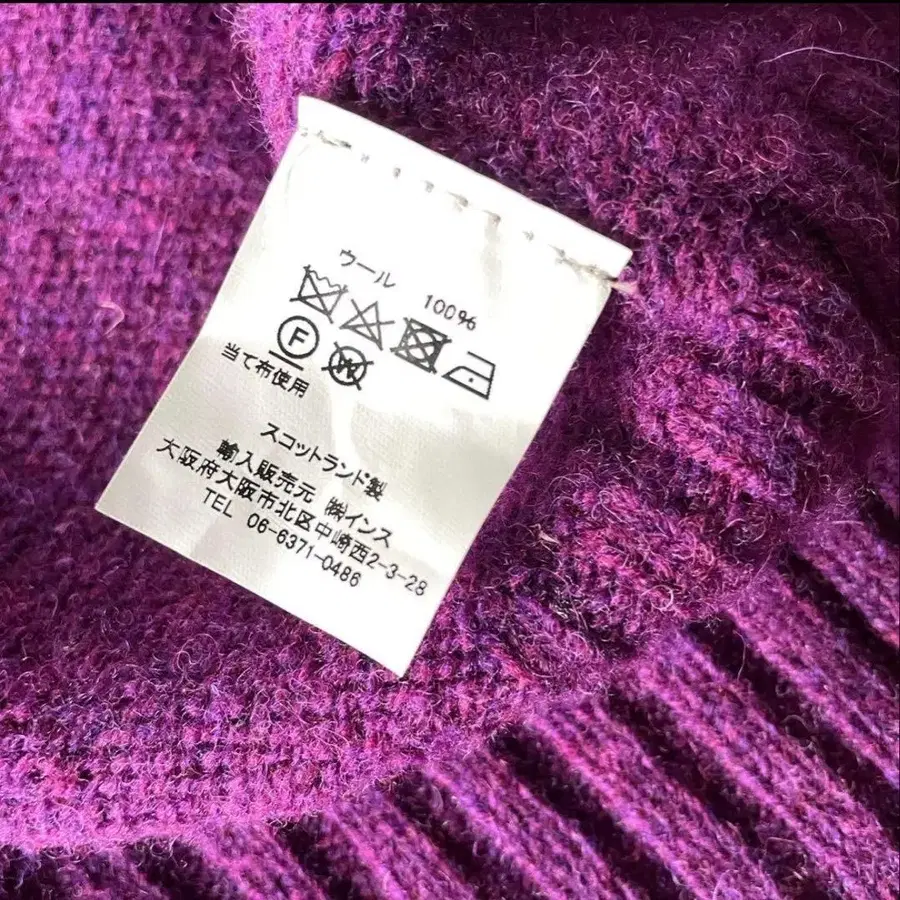 ウール 100%
F
W
当て布使用
スコットランド製
輸入販売元 ㈱インス
大阪府大阪市北区中崎西2-3-28
TEL 06-6371-0486